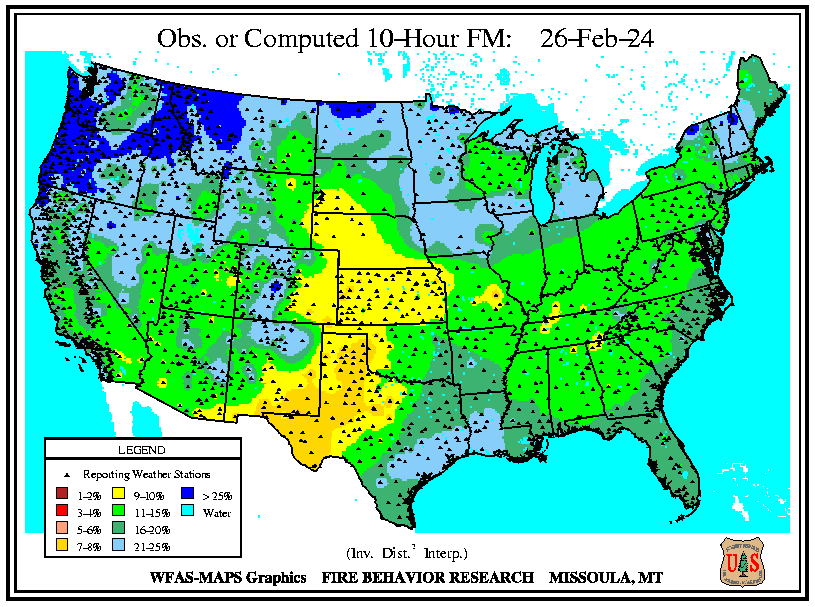 Obs. or Computed 10-Hour FM: 26-Feb-24
LEGEND
Reporting Weather Stations
1-2% 9-10% > 25%
3-4% 11-15% Water
5-6% 16-20%
7-8% 21-25%
(Inv. Dist.² Interp.)
WFAS-MAPS Graphics FIRE BEHAVIOR RESEARCH MISSOULA, MT
U S